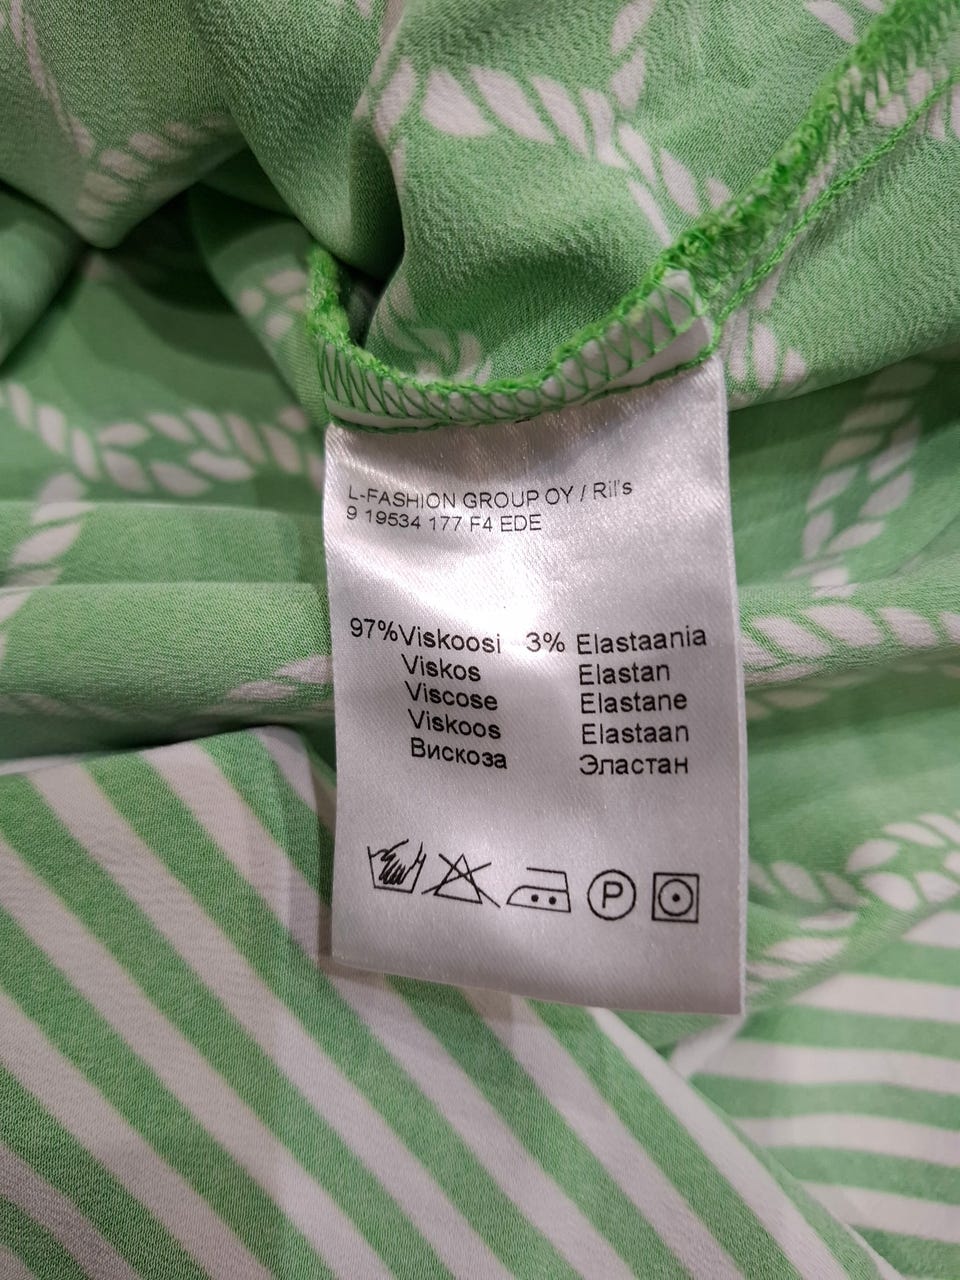 L-FASHION GROUP OY / Ril's
9 19534 177 F4 EDE
97%Viskoosi 3% Elastaania
Viskos Elastan
Viscose Elastane
Viskoos Elastaan
Вискоза Эластан
P